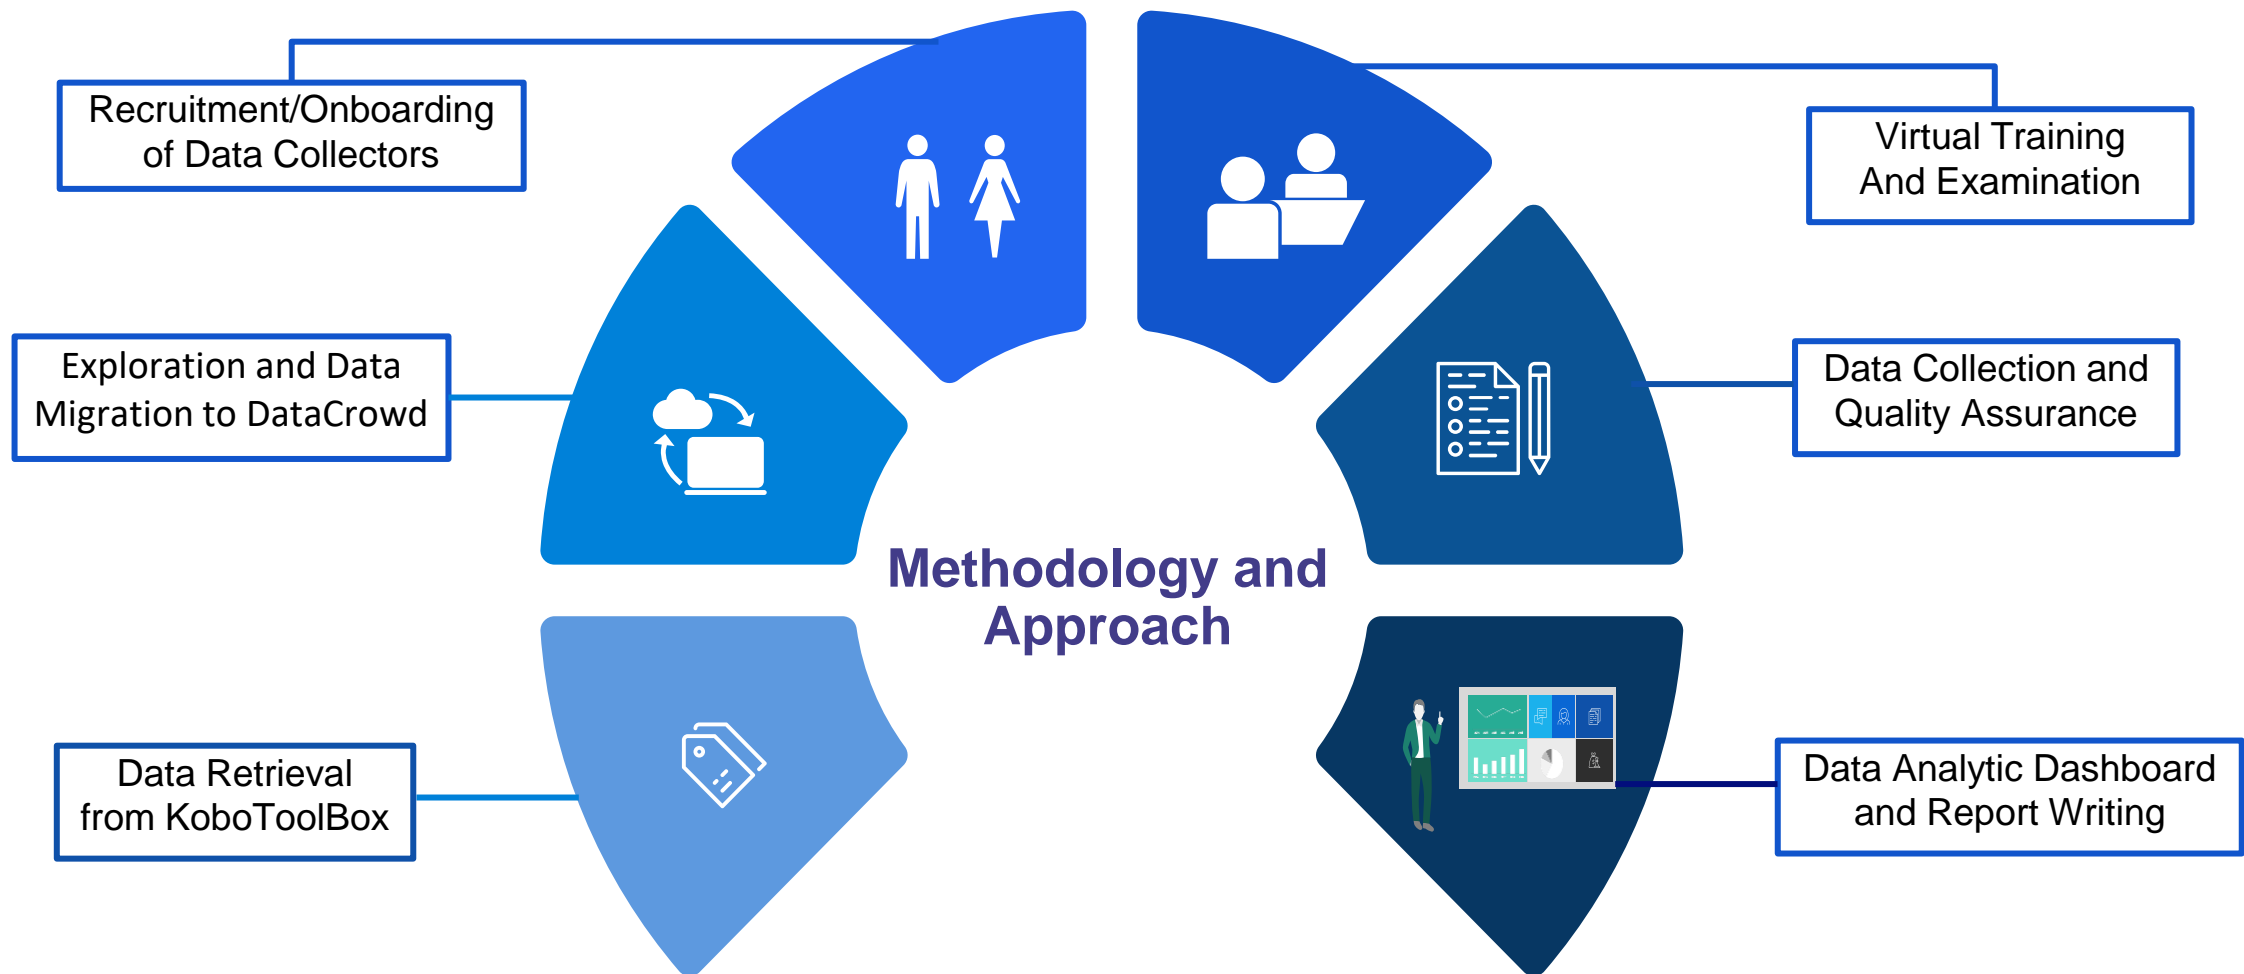 Recruitment/Onboarding
of Data Collectors
Virtual Training
And Examination
Exploration and Data
Migration to DataCrowd
Data Collection and
Quality Assurance
Methodology and
Approach
Data Retrieval
from KoboToolBox
Data Analytic Dashboard
and Report Writing